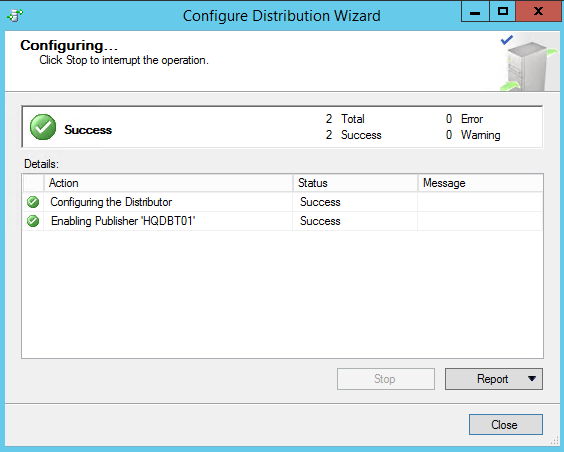 Configure Distribution Wizard
Configuring...
Click Stop to interrupt the operation.
Success
2 Total 0 Error
2 Success 0 Warning
Details:
Action Status Message
Configuring the Distributor Success
Enabling Publisher 'HQDBT01' Success
Stop Report
Close